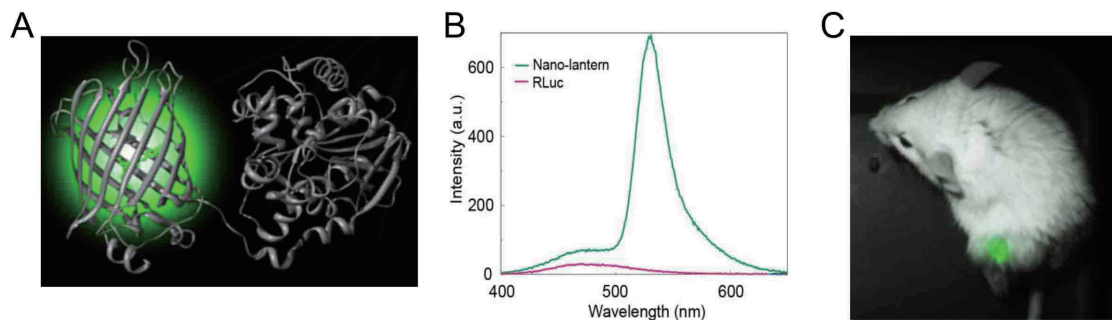 A
B
C
Nano-lantern
RLuc
600
400
200
0
Intensity (a.u.)
400
500
600
Wavelength (nm)